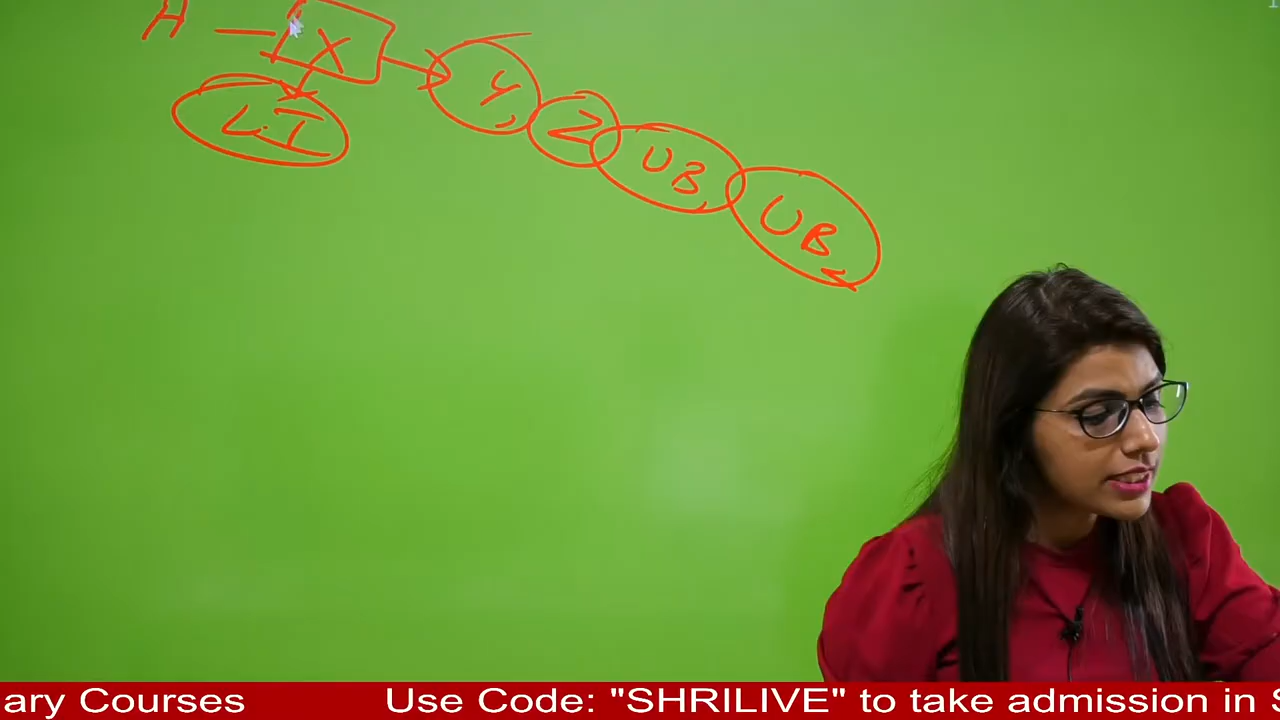 H - X
Y, Z UB, UB
L.I
ary Courses Use Code: "SHRILIVE" to take admission in S